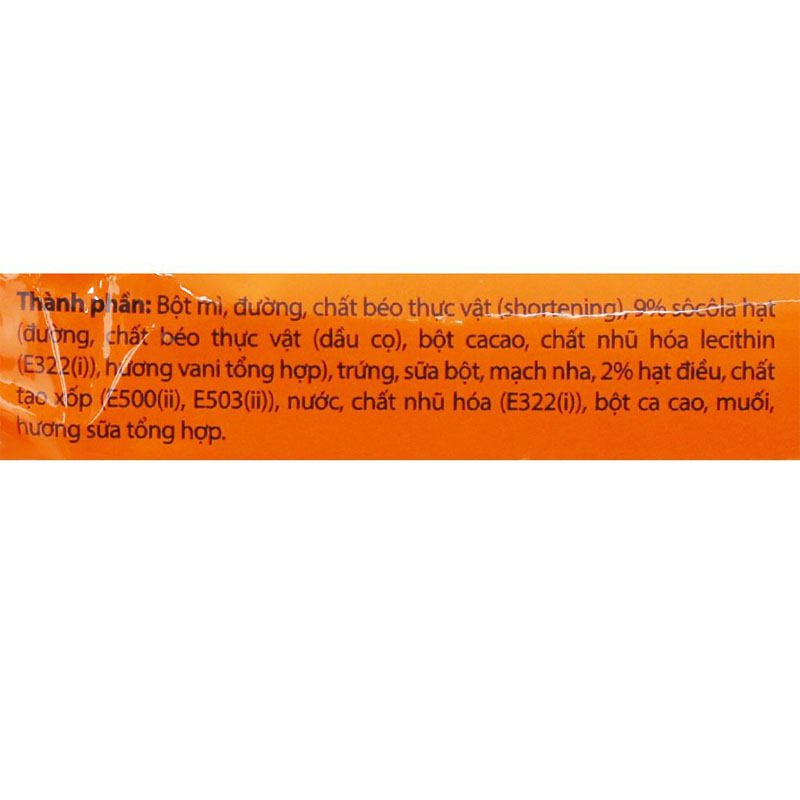 Thành phần: Bột mì, đường, chất béo thực vật (shortening), 9% sôcôla hạt
(đường, chất béo thực vật (dầu cọ), bột cacao, chất nhũ hóa lecithin
(E322(i)), hương vani tổng hợp), trứng, sữa bột, mạch nha, 2% hạt điều, chất
tạo xốp (E500(ii), E503(ii)), nước, chất nhũ hóa (E322(i)), bột ca cao, muối,
hương sữa tổng hợp.